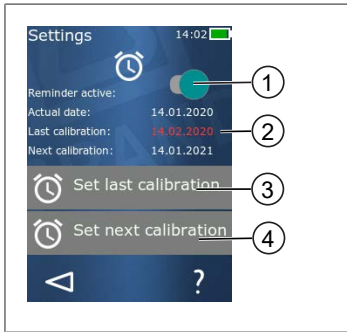 Settings 14:02
Reminder active:
1
Actual date: 14.01.2020
Last calibration: 14.02.2020 2
Next calibration: 14.01.2021
Set last calibration 3
Set next calibration 4
?